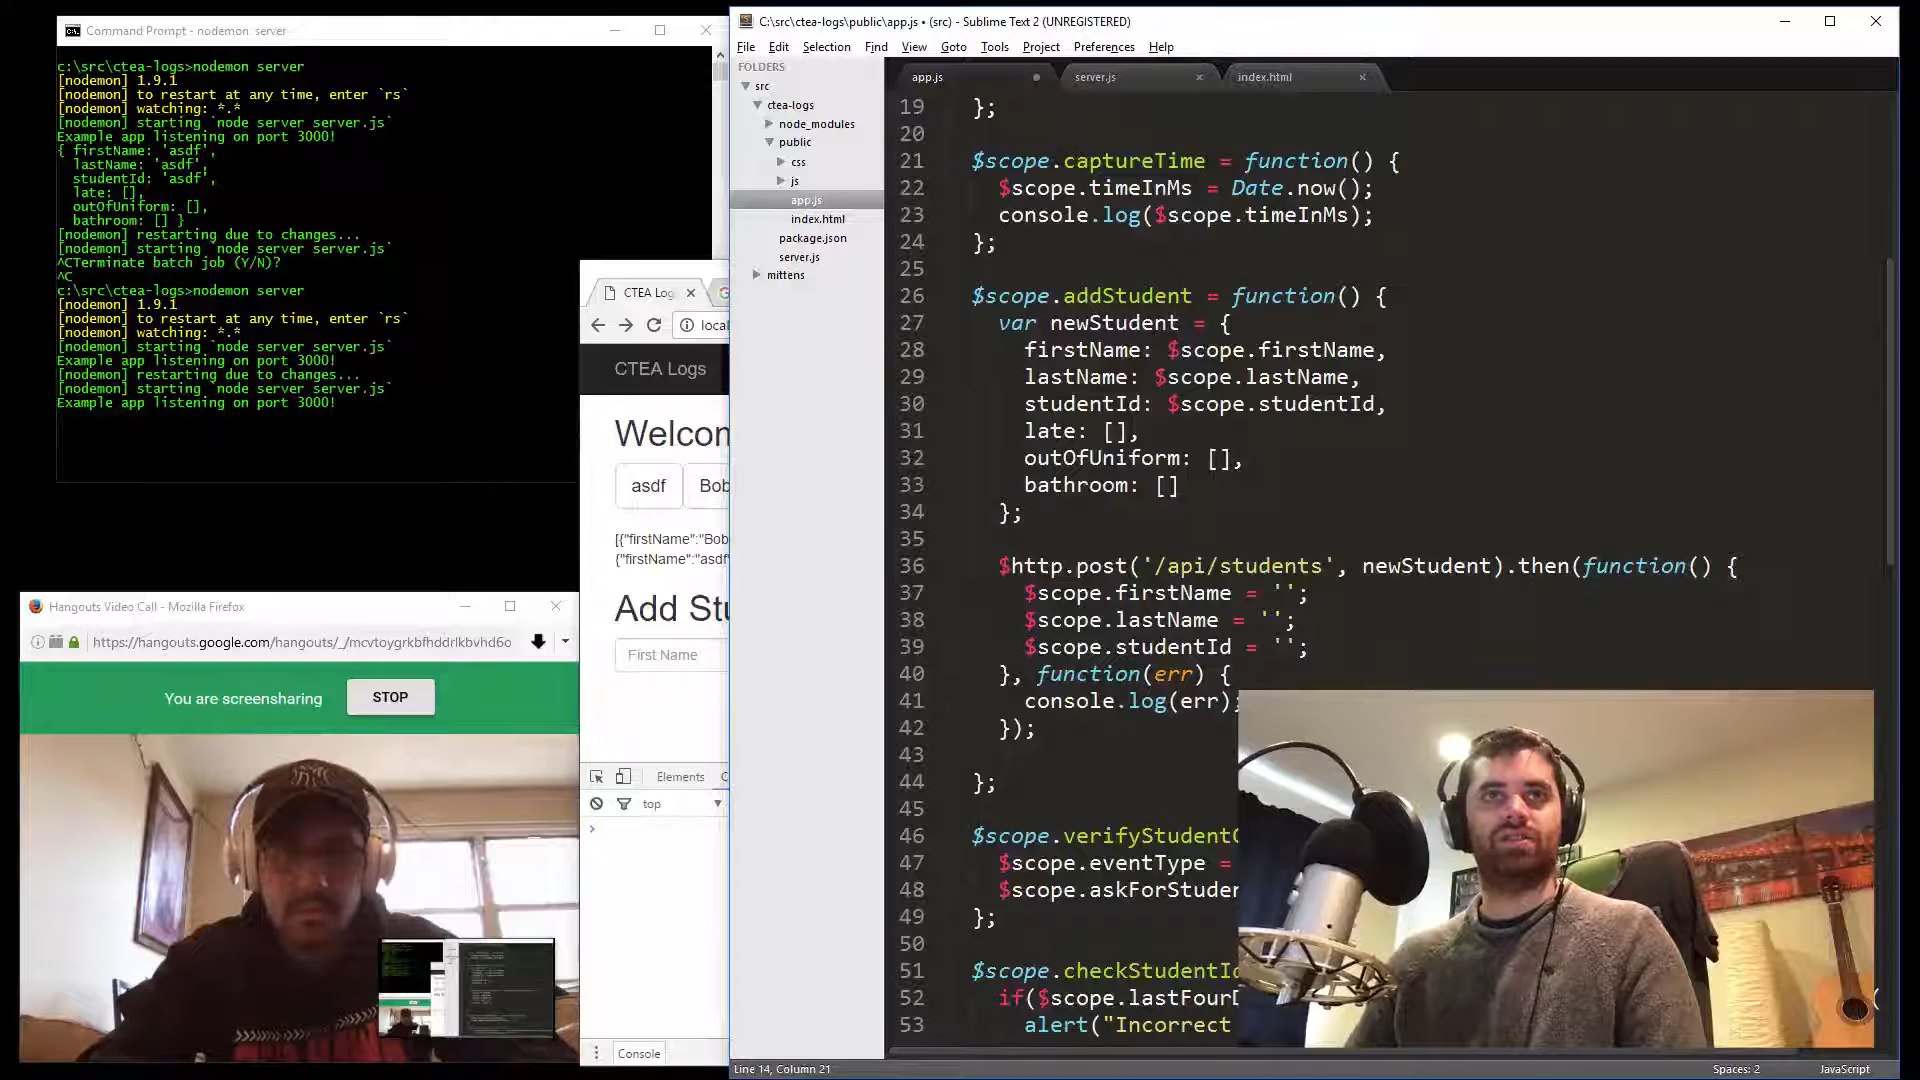 Command Prompt - nodemon server
c:\src\ctea-logs>nodemon server
[nodemon] 1.9.1
[nodemon] to restart at any time, enter `rs`
[nodemon] watching: *.*
[nodemon] starting `node server server.js`
Example app listening on port 3000!
{ firstName: 'asdf',
lastName: 'asdf',
studentId: 'asdf',
late: [],
outOfUniform: [],
bathroom: [] }
[nodemon] restarting due to changes...
[nodemon] starting `node server server.js`
^CTerminate batch job (Y/N)?
^C
c:\src\ctea-logs>nodemon server
[nodemon] 1.9.1
[nodemon] to restart at any time, enter `rs`
[nodemon] watching: *.*
[nodemon] starting `node server server.js`
Example app listening on port 3000!
[nodemon] restarting due to changes...
[nodemon] starting `node server server.js`
Example app listening on port 3000!
Hangouts Video Call - Mozilla Firefox
https://hangouts.google.com/hangouts/_/mcvtoygrkbfhddrlkbvhd6o
You are screensharing
STOP
CTEA Log
loca
CTEA Logs
Welcom
asdf
Bob
[{"firstName":"Bob
{"firstName":"asdf"
Add Stu
First Name
Elements
top
Console
C:\src\ctea-logs\public\app.js • (src) - Sublime Text 2 (UNREGISTERED)
File Edit Selection Find View Goto Tools Project Preferences Help
FOLDERS
src
ctea-logs
node_modules
public
css
js
app.js
index.html
package.json
server.js
mittens
app.js
server.js
index.html
19 };
20
21 $scope.captureTime = function() {
22 $scope.timeInMs = Date.now();
23 console.log($scope.timeInMs);
24 };
25
26 $scope.addStudent = function() {
27 var newStudent = {
28 firstName: $scope.firstName,
29 lastName: $scope.lastName,
30 studentId: $scope.studentId,
31 late: [],
32 outOfUniform: [],
33 bathroom: []
34 };
35
36 $http.post('/api/students', newStudent).then(function() {
37 $scope.firstName = '';
38 $scope.lastName = '';
39 $scope.studentId = '';
40 }, function(err) {
41 console.log(err);
42 });
43
44 };
45
46 $scope.verifyStudent
47 $scope.eventType =
48 $scope.askForStuden
49 };
50
51 $scope.checkStudentId
52 if($scope.lastFour
53 alert("Incorrect
Line 14, Column 21
Spaces: 2
JavaScript